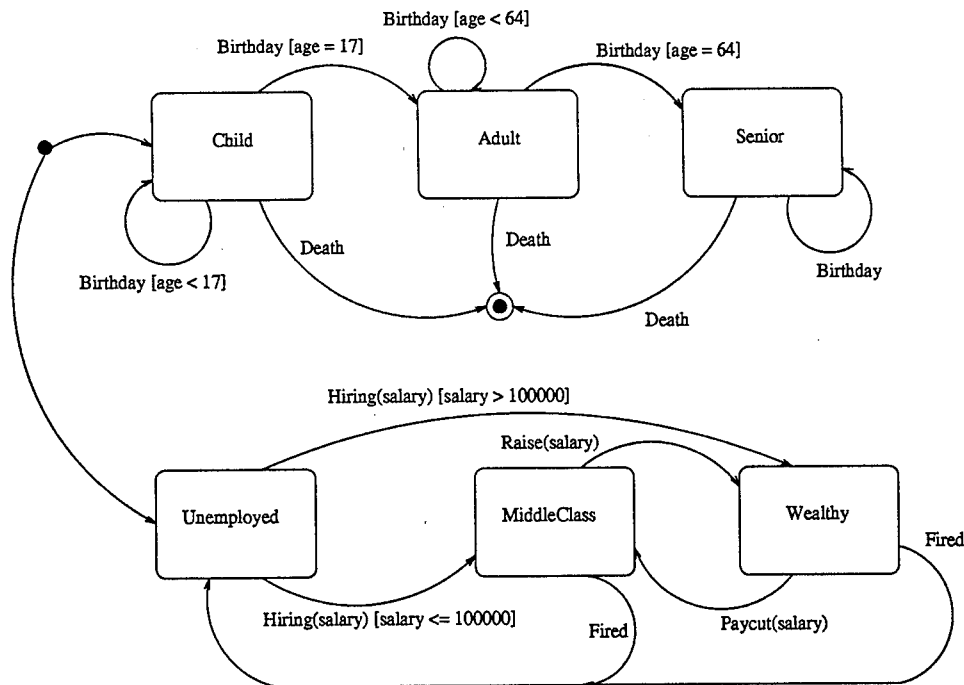 Birthday [age < 64]
Birthday [age = 17]
Birthday [age = 64]
Child
Adult
Senior
Death
Death
Birthday [age < 17]
Birthday
Death
Hiring(salary) [salary > 100000]
Raise(salary)
Unemployed
MiddleClass
Wealthy
Fired
Hiring(salary) [salary <= 100000]
Fired
Paycut(salary)